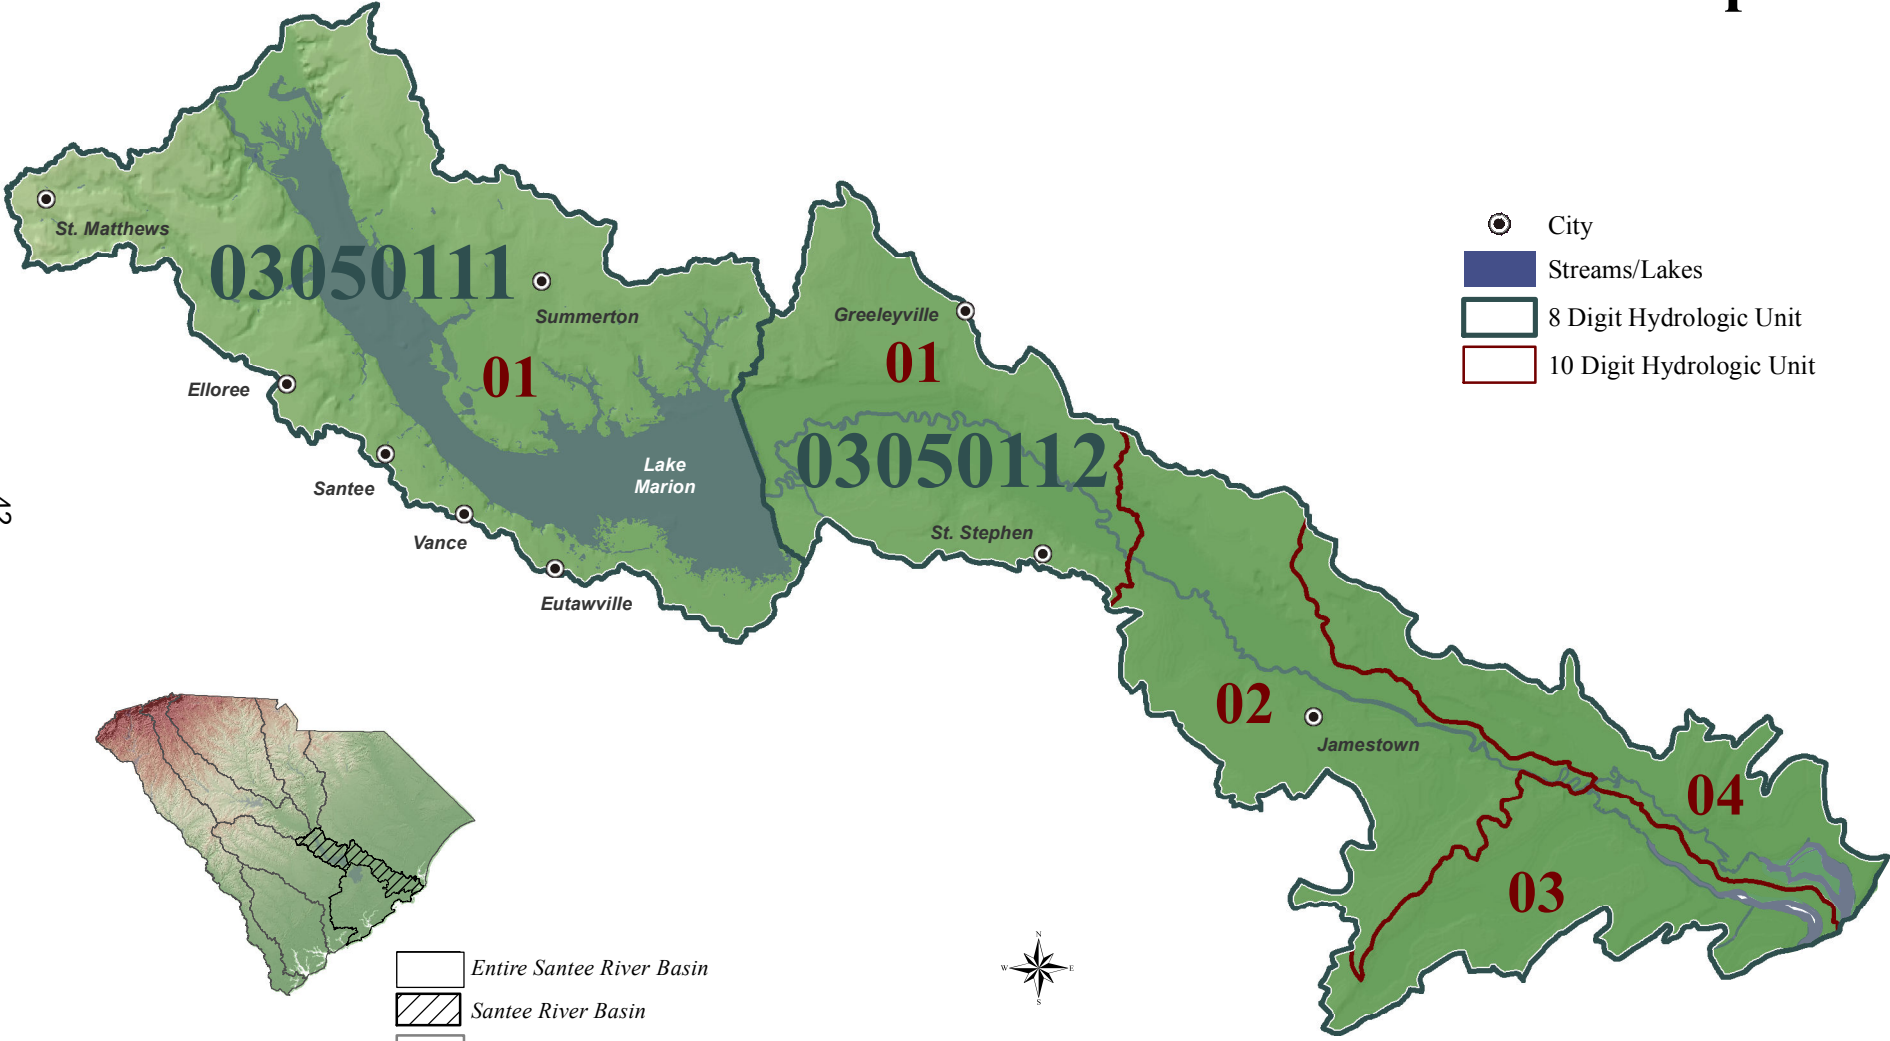 St. Matthews
03050111
Summerton
01
Elloree
Santee
Vance
Eutawville
Lake
Marion
Greeleyville
01
03050112
St. Stephen
02
Jamestown
03
04
City
Streams/Lakes
8 Digit Hydrologic Unit
10 Digit Hydrologic Unit
N
W
E
S
Entire Santee River Basin
Santee River Basin